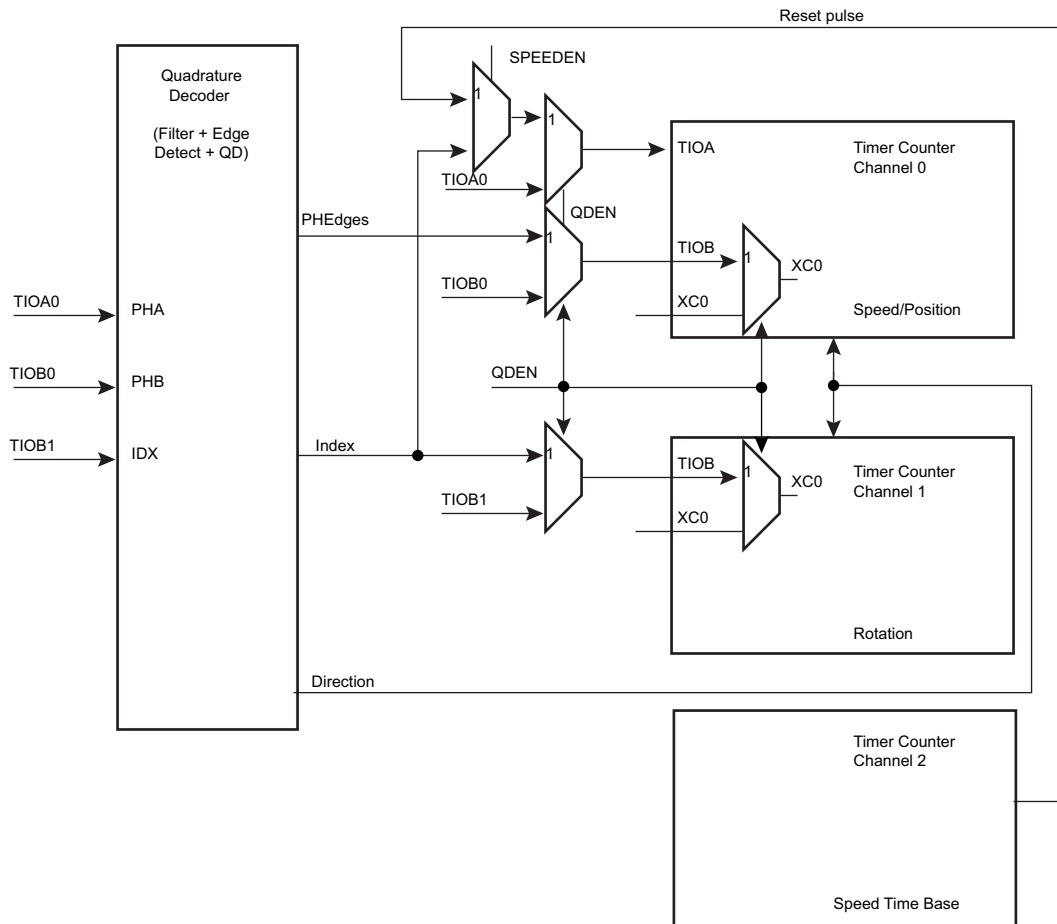 Reset pulse
SPEEDEN
Quadrature
Decoder
(Filter + Edge
Detect + QD)
1
1
TIOA
Timer Counter
Channel 0
TIOA0
QDEN
PHEdges
1
TIOB
1
XC0
TIOB0
TIOA0
PHA
XC0
Speed/Position
QDEN
TIOB0
PHB
TIOB1
IDX
Index
1
TIOB
1
XC0
Timer Counter
Channel 1
TIOB1
XC0
Rotation
Direction
Timer Counter
Channel 2
Speed Time Base